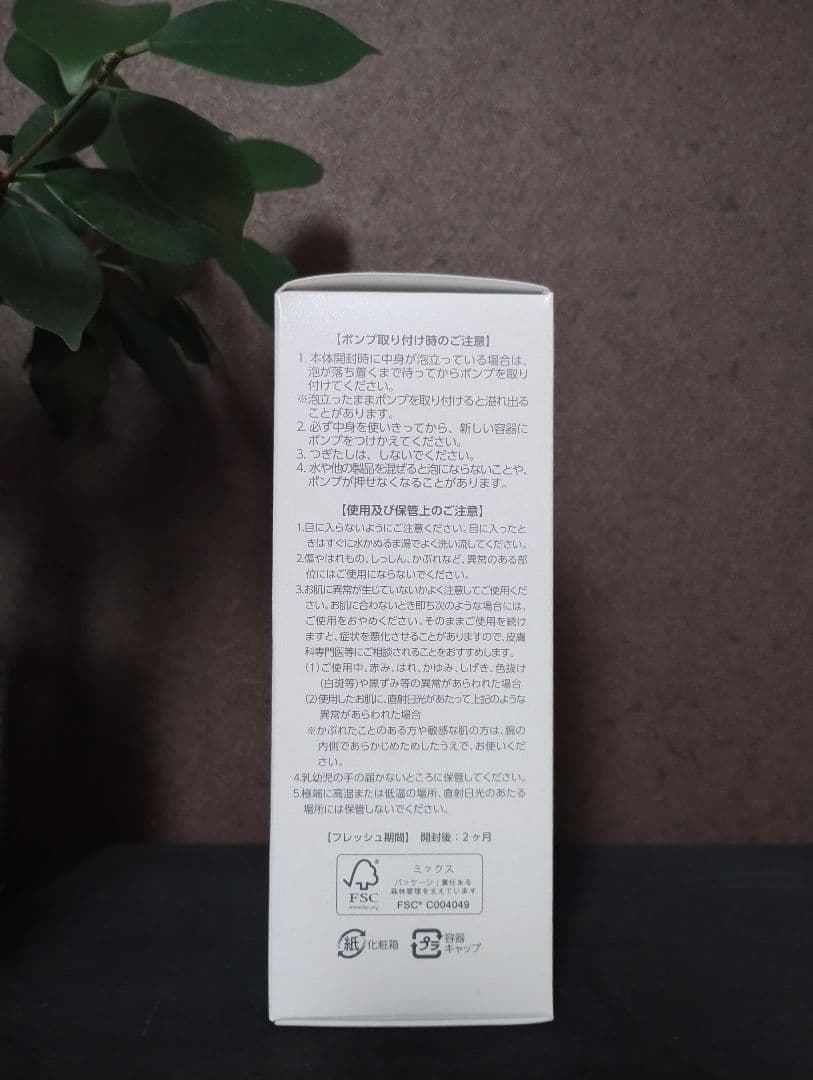 【ポンプ取り付け時のご注意】
1. 本体開封時に中身が泡立っている場合は、
泡が落ち着くまで待ってからポンプを取り
付けてください。
※泡立ったままポンプを取り付けると溢れ出る
ことがあります。
2. 必ず中身を使いきってから、新しい容器に
ポンプをつけかえてください。
3. つぎたしは、しないでください。
4. 水や他の製品を混ぜると泡にならないことや、
ポンプが押せなくなることがあります。
【使用及び保管上のご注意】
1.目に入らないようにご注意ください。目に入ったと
きはすぐに水かぬるま湯でよく洗い流してください。
2.傷やはれもの、しっしん、かぶれなど、異常のある部
位にはご使用にならないでください。
3.お肌に異常が生じていないかよく注意してご使用くだ
さい。お肌に合わないとき即ち次のような場合には、
ご使用をおやめください。そのままご使用を続け
ますと、症状を悪化させることがありますので、皮膚
科専門医等にご相談されることをおすすめします。
(1)ご使用中、赤み、はれ、かゆみ、しげき、色抜け
(白斑等)や黒ずみ等の異常があらわれた場合
(2)使用したお肌に、直射日光があたって上記のような
異常があらわれた場合
※かぶれたことのある方や敏感な肌の方は、腕の
内側であらかじめためしたうえで、お使いくだ
さい。
4.乳幼児の手の届かないところに保管してください。
5.極端に高温または低温の場所、直射日光のあたる
場所には保管しないでください。
【フレッシュ期間】 開封後:2ヶ月
FSC®
www.fsc.org
ミックス
パッケージ|責任ある
森林管理を支えています
FSC® C004049
紙 化粧箱
プラ 容器
キャップ